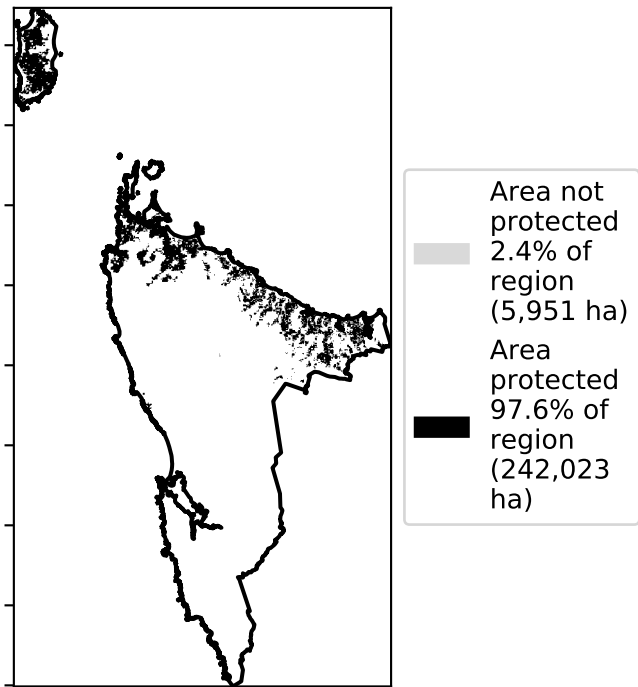 Area not
protected
2.4% of
region
(5,951 ha)
Area
protected
97.6% of
region
(242,023
ha)